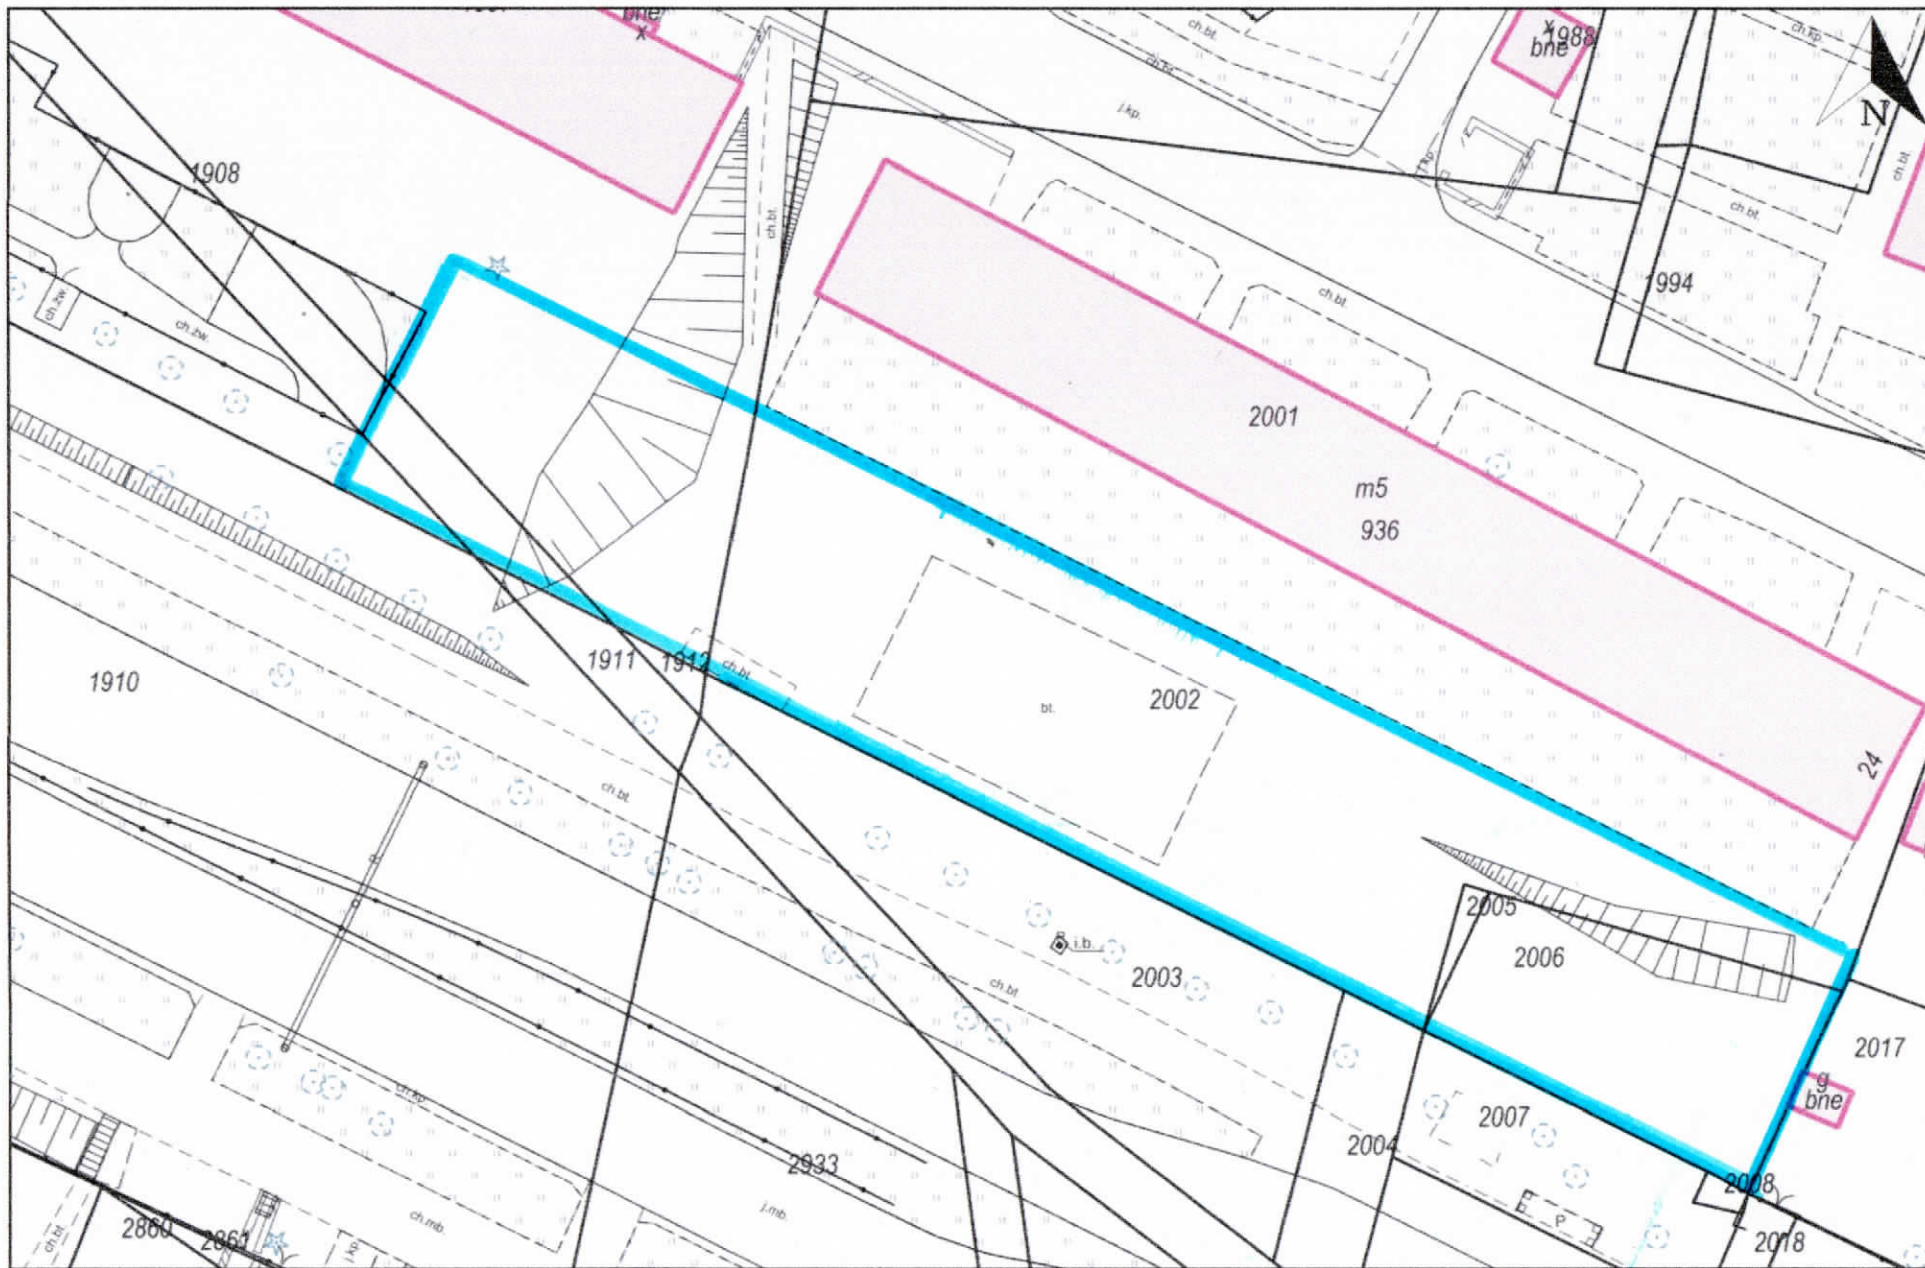 bne
x
ch.bt.
ch.bt.
x
1988
bne
ch.kp.
N
j.kp.
j.kp.
ch.bt.
1908
ch.bt.
ch.bt.
ch.zw.
ch.zw.
ch.bt.
1994
2001
m5
936
24
1911
1912
ch.bt.
1910
2002
bt.
ch.bt.
2005
2006
i.b.
2003
ch.bt.
2017
g
bne
ch.kp.
2007
2004
2933
2008
P
2018
2860
2861
ch.bt.
j.kp.
ch.mb.
j.mb.